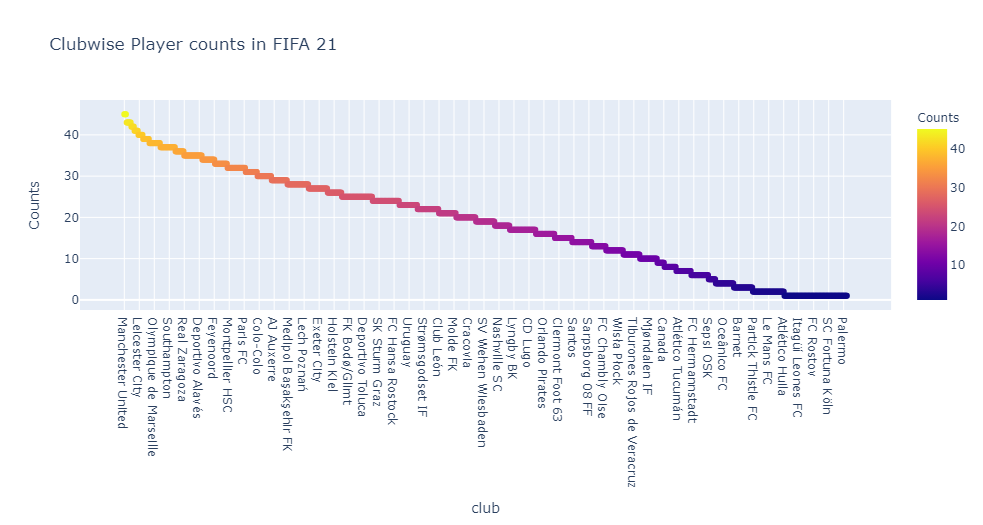 Clubwise Player counts in FIFA 21
Counts
40
30
20
10
0
Counts
40
30
20
10
Manchester United
Leicester City
Olympique de Marseille
Southampton
Real Zaragoza
Deportivo Alavés
Feyenoord
Montpellier HSC
Paris FC
Colo-Colo
AJ Auxerre
Medipol Başakşehir FK
Lech Poznań
Exeter City
Holstein Kiel
FK Bodø/Glimt
Deportivo Toluca
SK Sturm Graz
FC Hansa Rostock
Uruguay
Strømsgodset IF
Club León
Molde FK
Cracovia
SV Wehen Wiesbaden
Nashville SC
Lyngby BK
CD Lugo
Orlando Pirates
Clermont Foot 63
Santos
Sarpsborg 08 FF
FC Chambly Oise
Wisła Płock
Tiburones Rojos de Veracruz
Mjøndalen IF
Canada
Atlético Tucumán
FC Hermannstadt
Sepsi OSK
Oceânico FC
Barnet
Partick Thistle FC
Le Mans FC
Atlético Huila
Itagüí Leones FC
FC Rostov
SC Fortuna Köln
Palermo
club